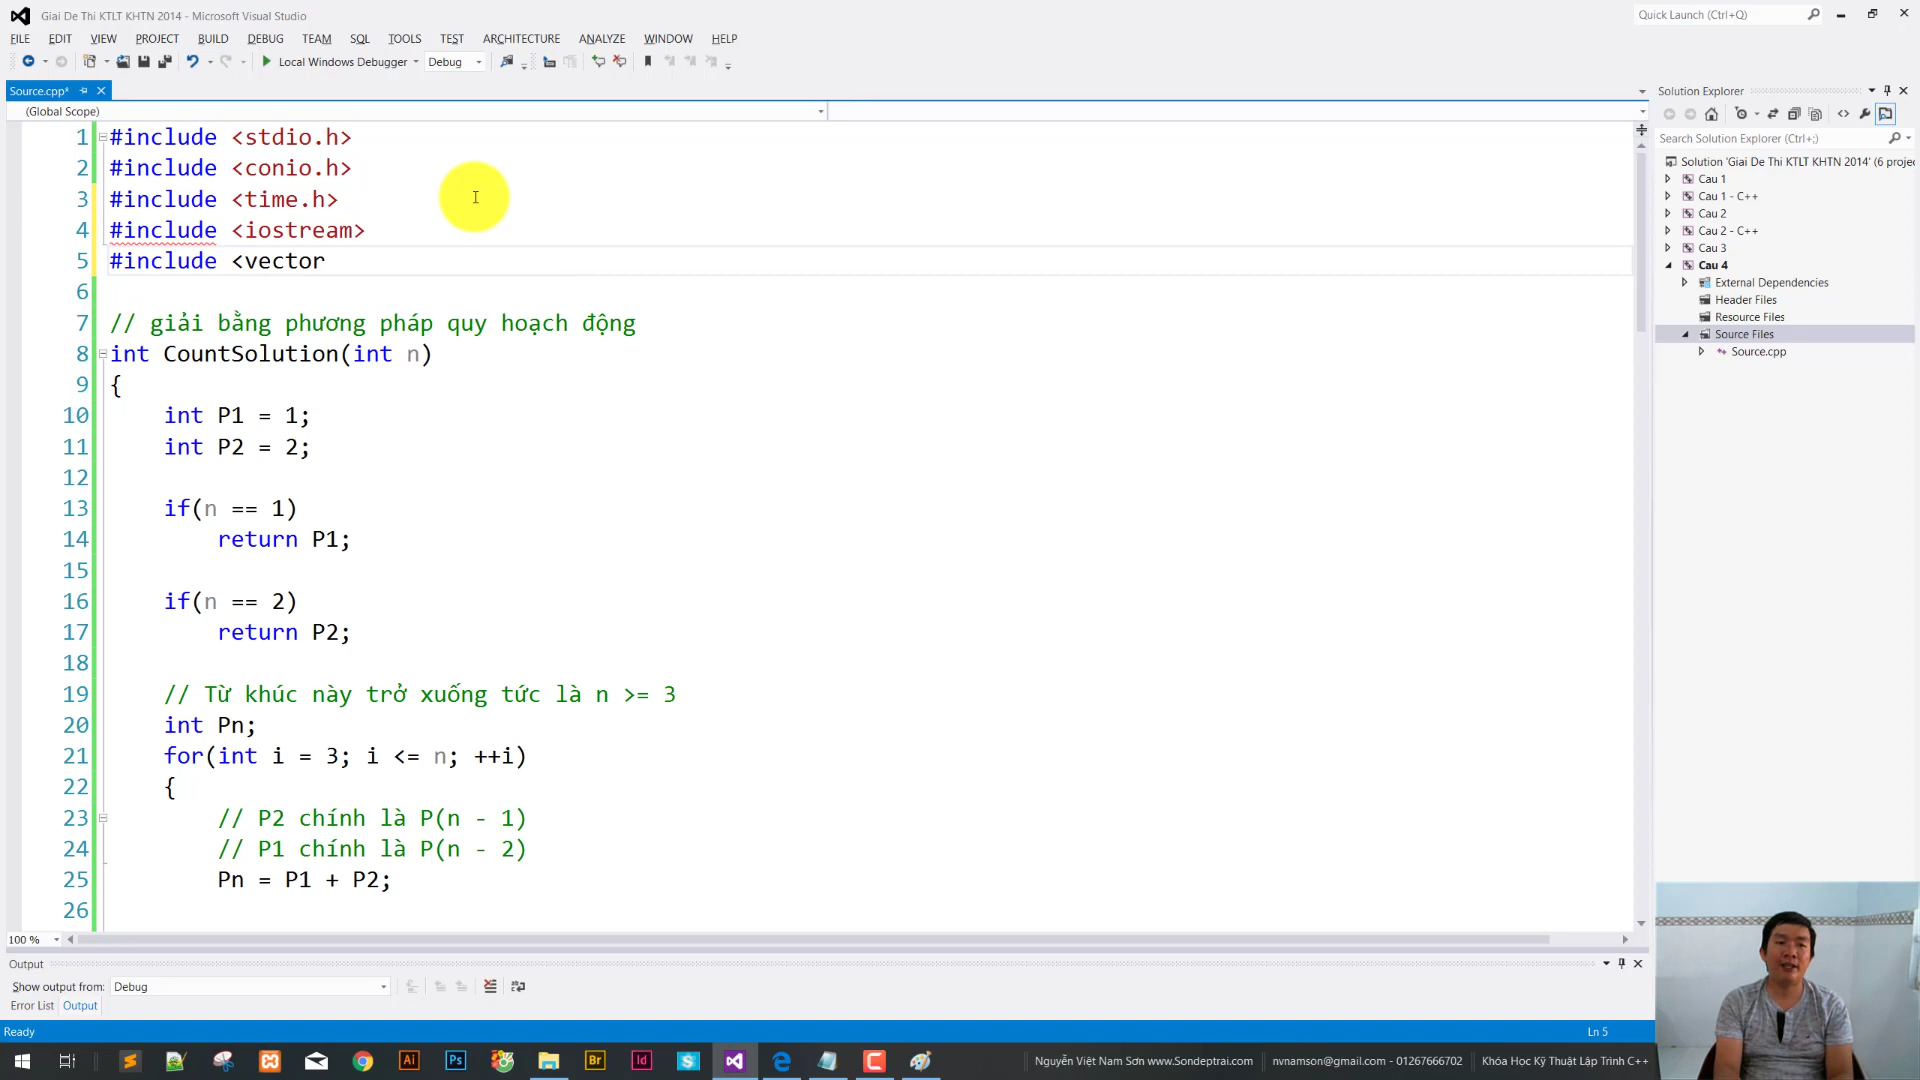 Giai De Thi KTLT KHTN 2014 - Microsoft Visual Studio
Quick Launch (Ctrl+Q)
FILE EDIT VIEW PROJECT BUILD DEBUG TEAM SQL TOOLS TEST ARCHITECTURE ANALYZE WINDOW HELP
Local Windows Debugger Debug
Source.cpp*
(Global Scope)
1 #include <stdio.h>
2 #include <conio.h>
3 #include <time.h>
4 #include <iostream>
5 #include <vector
6
7 // giải bằng phương pháp quy hoạch động
8 int CountSolution(int n)
9 {
10 int P1 = 1;
11 int P2 = 2;
12
13 if(n == 1)
14 return P1;
15
16 if(n == 2)
17 return P2;
18
19 // Từ khúc này trở xuống tức là n >= 3
20 int Pn;
21 for(int i = 3; i <= n; ++i)
22 {
23 // P2 chính là P(n - 1)
24 // P1 chính là P(n - 2)
25 Pn = P1 + P2;
26
100 %
Solution Explorer
Search Solution Explorer (Ctrl+;)
Solution 'Giai De Thi KTLT KHTN 2014' (6 projec
Cau 1
Cau 1 - C++
Cau 2
Cau 2 - C++
Cau 3
Cau 4
External Dependencies
Header Files
Resource Files
Source Files
Source.cpp
Output
Show output from: Debug
Error List Output
Ready Ln 5
Ai Ps Br Id
Nguyễn Việt Nam Sơn www.Sondeptrai.com nvnamson@gmail.com - 01267666702 Khóa Học Kỹ Thuật Lập Trình C++